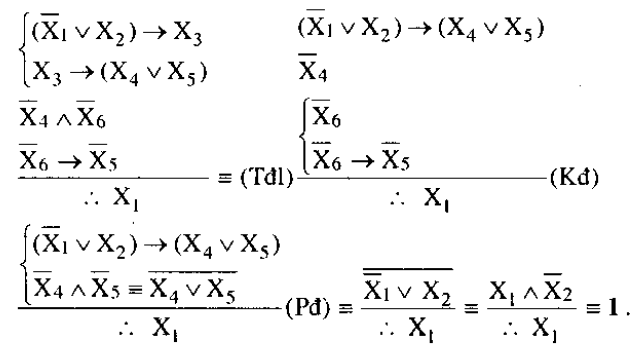 (X̅1 ∨ X2) → X3    (X̅1 ∨ X2) → (X4 ∨ X5)
X3 → (X4 ∨ X5)    X̅4
X̅4 ∧ X̅6    X̅6
X̅6 → X̅5 ≡ (Tđl) X̅6 → X̅5 (Kđ)
∴ X1    ∴ X1
(X̅1 ∨ X2) → (X4 ∨ X5)
X̅4 ∧ X̅5 ≡ \overline{X4 ∨ X5} (Pđ) ≡ \overline{X̅1 ∨ X2} ≡ X1 ∧ X̅2 ≡ 1 .
∴ X1    ∴ X1    ∴ X1